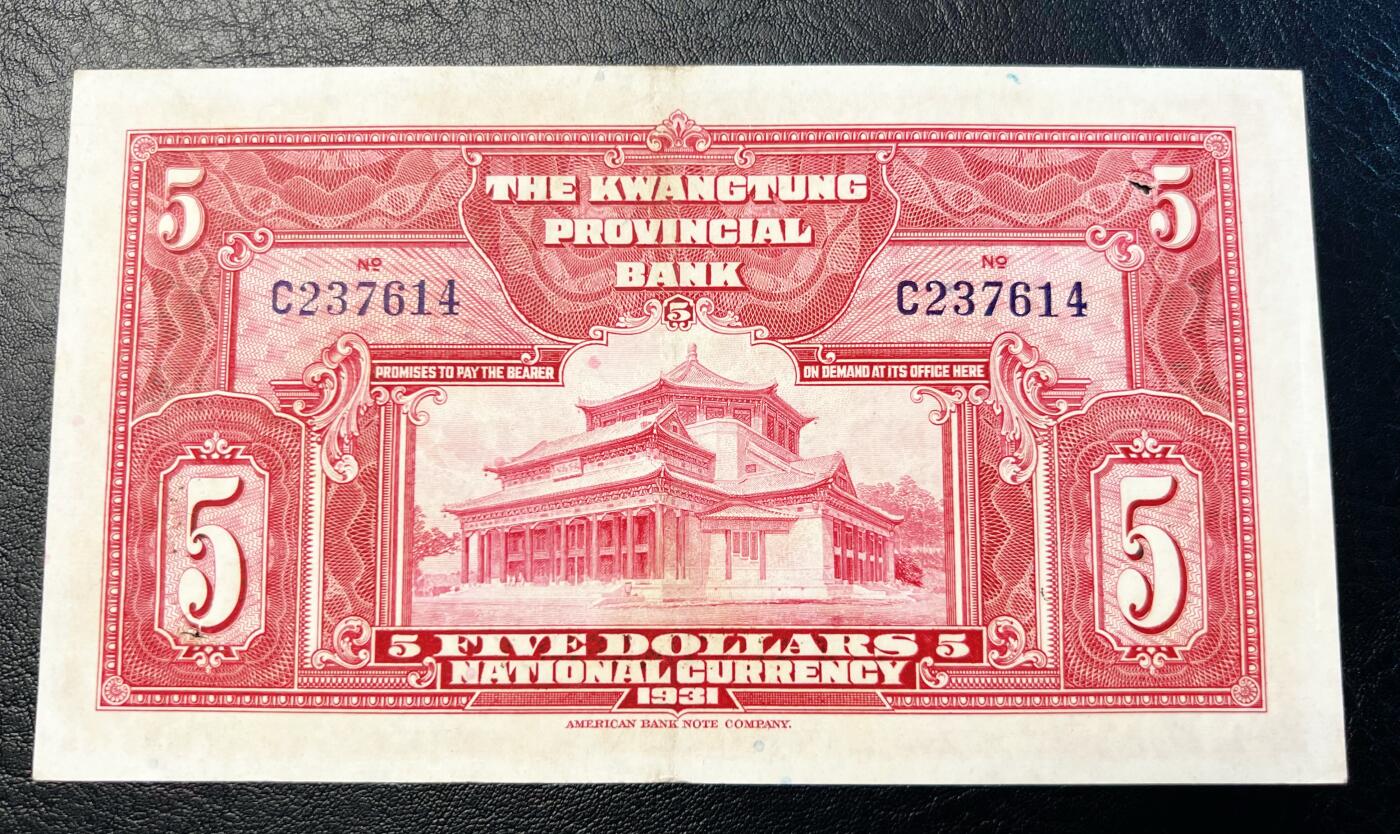 5 5
THE KWANGTUNG
PROVINCIAL
BANK
5
Nº Nº
C237614 C237614
PROMISES TO PAY THE BEARER ON DEMAND AT ITS OFFICE HERE
5 5
5 FIVE DOLLARS 5
NATIONAL CURRENCY
1931
AMERICAN BANK NOTE COMPANY.